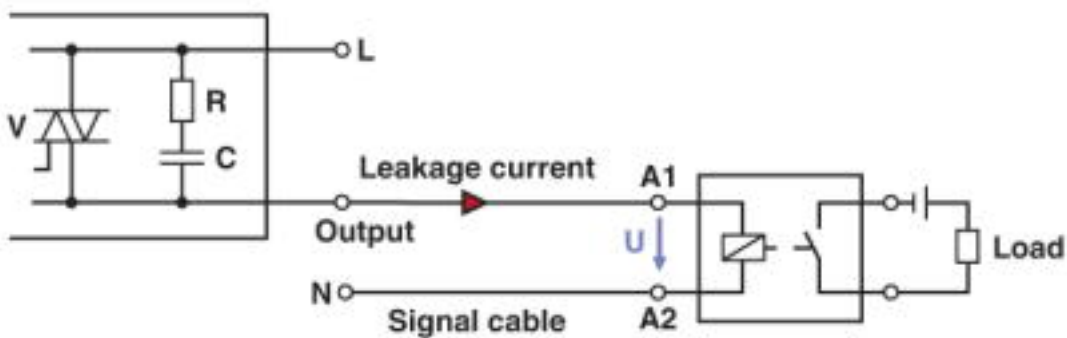 L
R
V
C
Leakage current
A1
Output
U
Load
N
Signal cable
A2